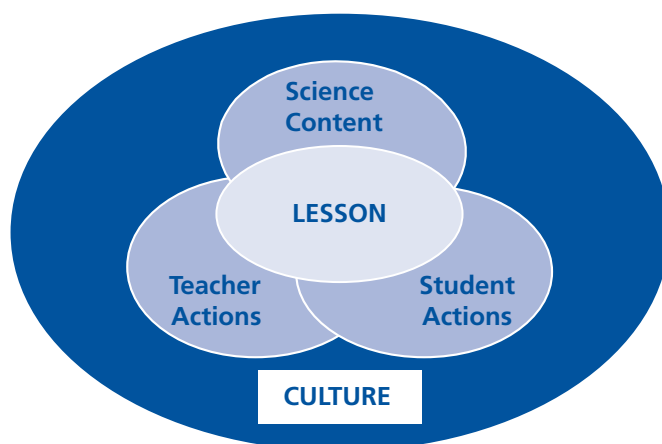 Science
Content
LESSON
Teacher
Actions
Student
Actions
CULTURE